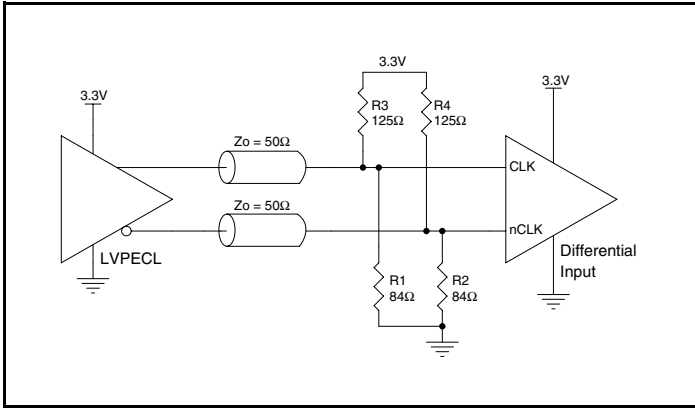 3.3V
3.3V
3.3V
R3
125Ω
R4
125Ω
Zo = 50Ω
CLK
Zo = 50Ω
nCLK
LVPECL
Differential
Input
R1
84Ω
R2
84Ω